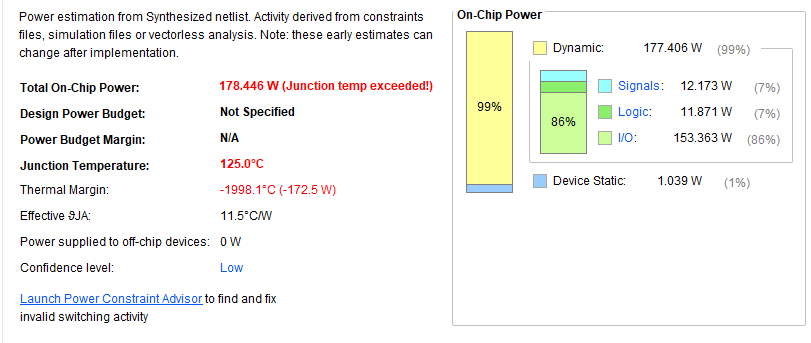 Power estimation from Synthesized netlist. Activity derived from constraints
files, simulation files or vectorless analysis. Note: these early estimates can
change after implementation.
Total On-Chip Power: 178.446 W (Junction temp exceeded!)
Design Power Budget: Not Specified
Power Budget Margin: N/A
Junction Temperature: 125.0°C
Thermal Margin: -1998.1°C (-172.5 W)
Effective ϑJA: 11.5°C/W
Power supplied to off-chip devices: 0 W
Confidence level: Low
Launch Power Constraint Advisor to find and fix
invalid switching activity
On-Chip Power
Dynamic: 177.406 W (99%)
Signals: 12.173 W (7%)
99%
Logic: 11.871 W (7%)
86%
I/O: 153.363 W (86%)
Device Static: 1.039 W (1%)